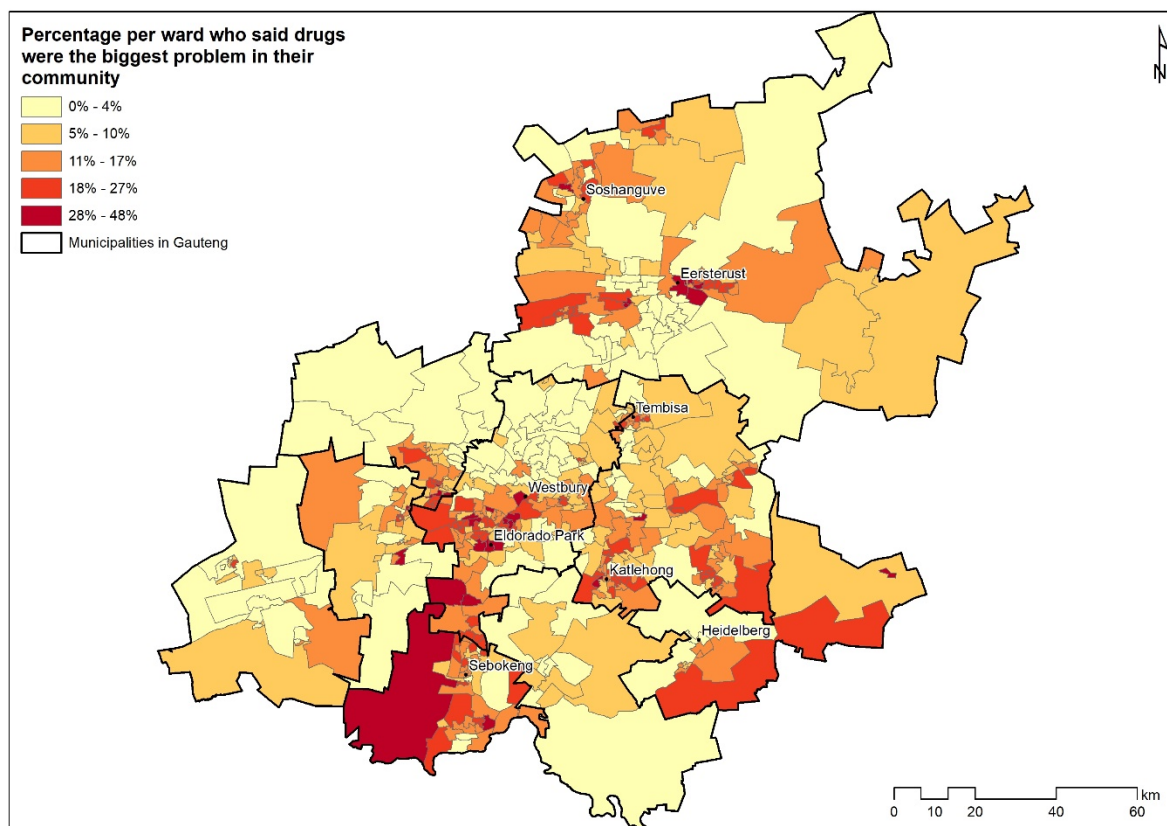 Percentage per ward who said drugs
were the biggest problem in their
community
0% - 4%
5% - 10%
11% - 17%
18% - 27%
28% - 48%
Municipalities in Gauteng
N
Soshanguve
Eersterust
Tembisa
Westbury
Eldorado Park
Katlehong
Heidelberg
Sebokeng
km
0 5 10 20 40 60